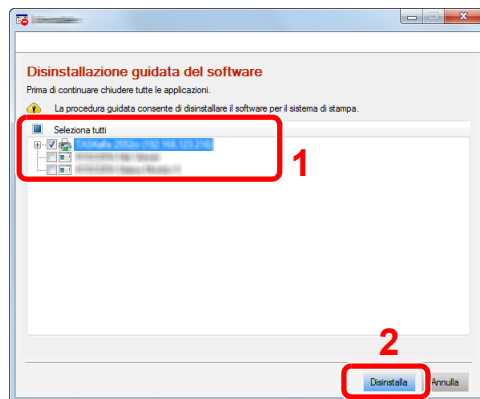 Disinstallazione guidata del software
Prima di continuare chiudere tutte le applicazioni.
La procedura guidata consente di disinstallare il software per il sistema di stampa.
Seleziona tutti
1
2
Disinstalla
Annulla